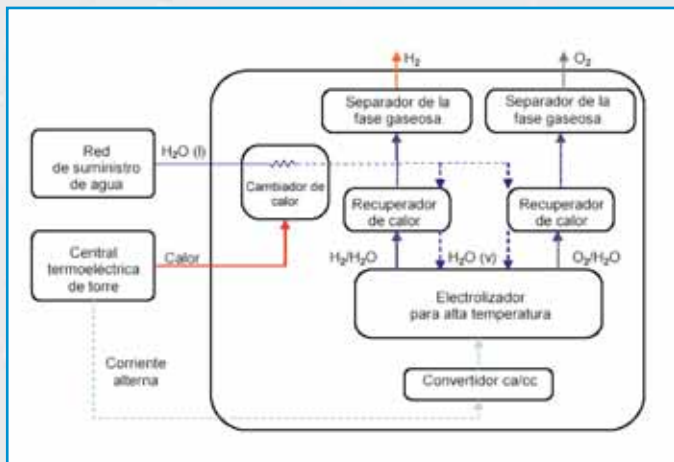 H₂
O₂
Separador de la
fase gaseosa
Separador de la
fase gaseosa
Red
de suministro
de agua
H₂O (l)
Cambiador de
calor
Recuperador
de calor
Recuperador
de calor
Central
termoeléctrica
de torre
Calor
H₂/H₂O
H₂O (v)
O₂/H₂O
Electrolizador
para alta temperatura
Corriente
alterna
Convertidor ca/cc